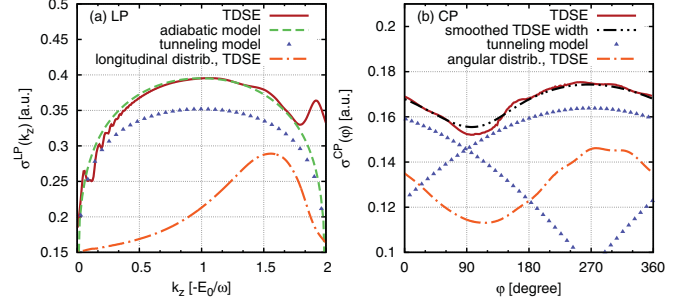 (a) LP
TDSE
adiabatic model
tunneling model
longitudinal distrib., TDSE
σ^LP(k_z) [a.u.]
0.4
0.35
0.4
0.35
0.3
0.25
0.2
0.15
0
0.5
1
1.5
2
k_z [-E_0/ω]
(b) CP
TDSE
smoothed TDSE width
tunneling model
angular distrib., TDSE
σ^CP(φ) [a.u.]
0.2
0.18
0.16
0.14
0.12
0.1
0
90
180
270
360
φ [degree]